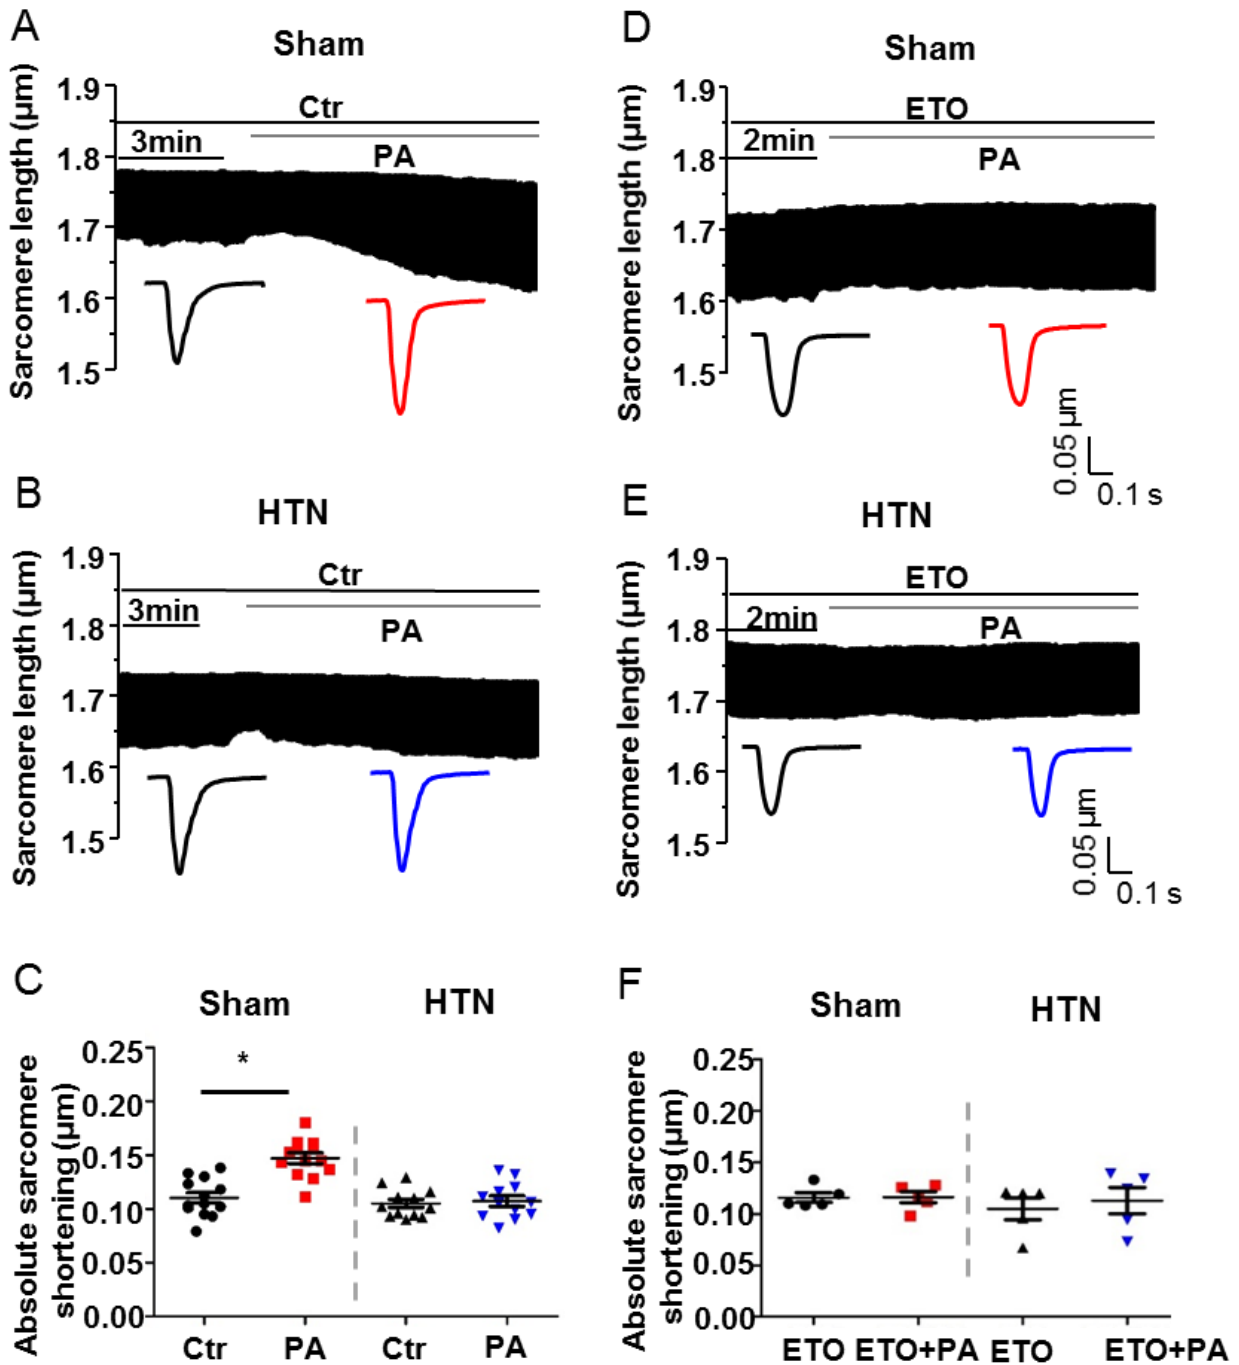 A
Sham
Sarcomere length (µm)
1.9
1.8
1.7
1.6
1.5
Ctr
3min
PA
D
Sham
Sarcomere length (µm)
1.9
1.8
1.7
1.6
1.5
ETO
2min
PA
0.05 µm
0.1 s
B
HTN
Sarcomere length (µm)
1.9
1.8
1.7
1.6
1.5
Ctr
3min
PA
E
HTN
Sarcomere length (µm)
1.9
1.8
1.7
1.6
1.5
ETO
2min
PA
0.05 µm
0.1 s
C
Sham
HTN
Absolute sarcomere
shortening (µm)
0.25
0.20
0.15
0.10
0.05
0.00
*
Ctr
PA
Ctr
PA
F
Sham
HTN
Absolute sarcomere
shortening (µm)
0.25
0.20
0.15
0.10
0.05
0.00
ETO
ETO+PA
ETO
ETO+PA